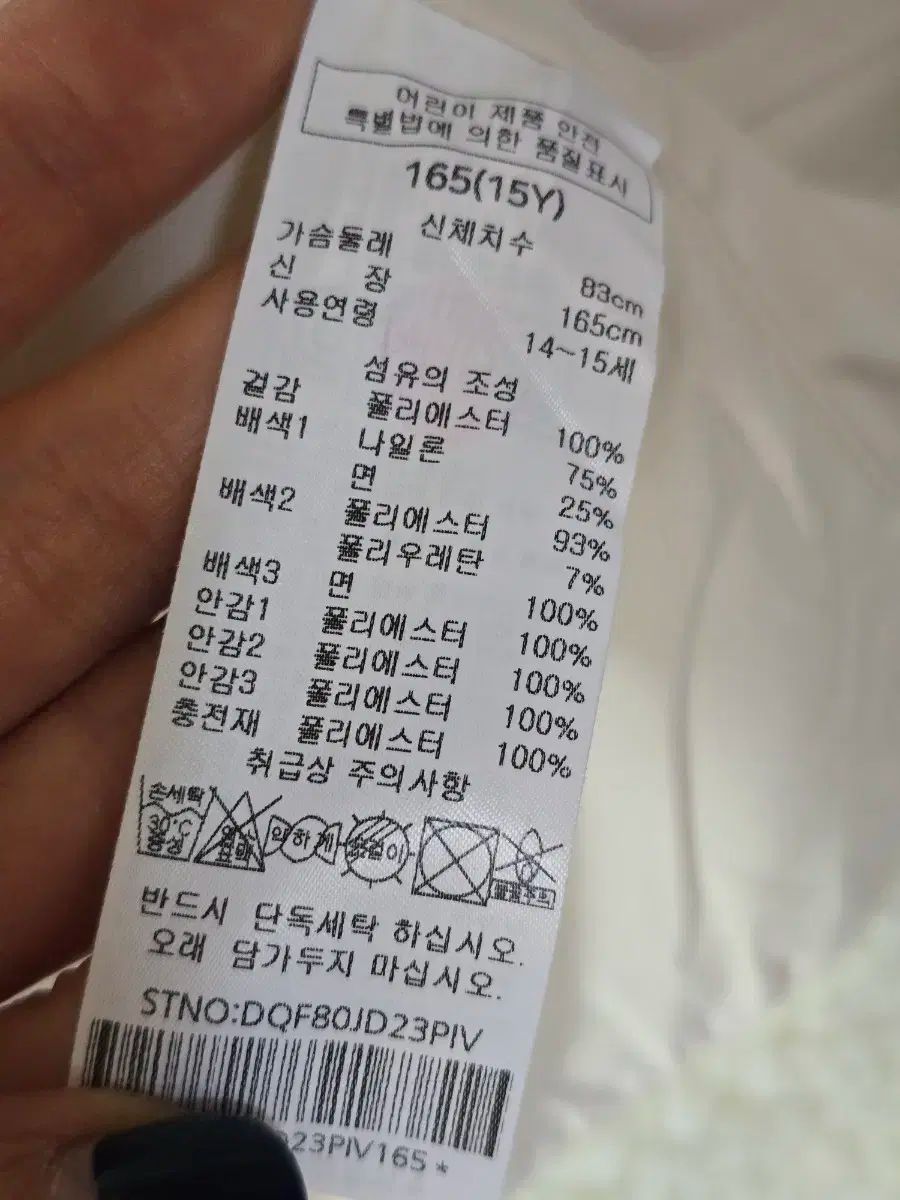 어린이 제품 안전
특별법에 의한 품질표시
165(15Y)
신체치수
가슴둘레 83cm
신 장 165cm
사용연령 14~15세
섬유의 조성
겉감 폴리에스터 100%
배색1 나일론 75%
면 25%
배색2 폴리에스터 93%
폴리우레탄 7%
배색3 면 100%
안감1 폴리에스터 100%
안감2 폴리에스터 100%
안감3 폴리에스터 100%
충전재 폴리에스터 100%
취급상 주의사항
손세탁
30°C
중성
약하게
반드시 단독세탁 하십시오.
오래 담가두지 마십시오.
STNO:DQF80JD23PIV
23PIV165*